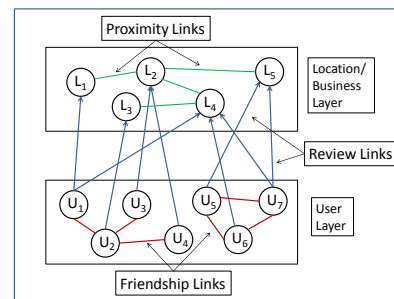 Proximity Links
L1
L2
L5
L3
L4
Location/
Business
Layer
Review Links
U1
U3
U5
U7
U2
U4
U6
User
Layer
Friendship Links